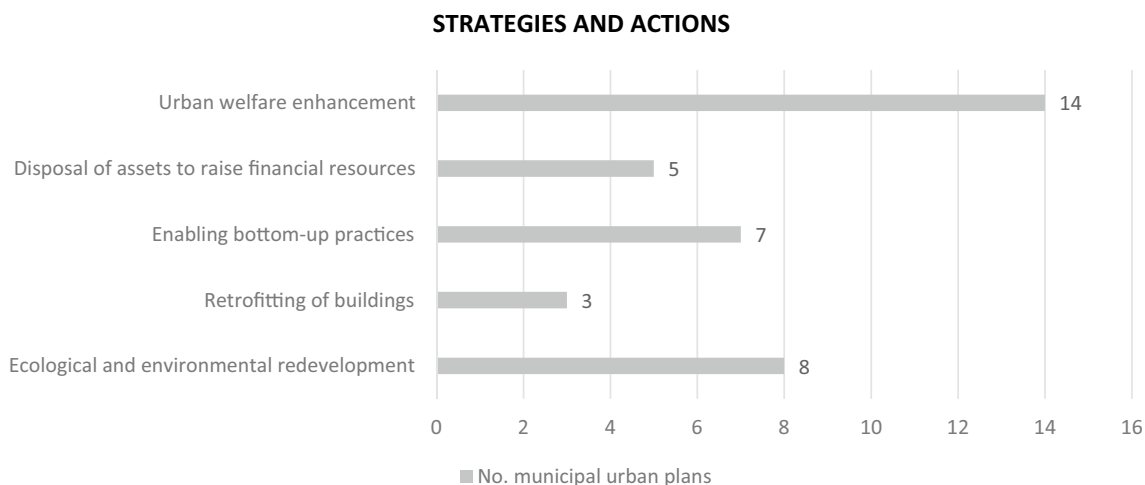 STRATEGIES AND ACTIONS
Urban welfare enhancement 14
Disposal of assets to raise financial resources 5
Enabling bottom-up practices 7
Retrofitting of buildings 3
Ecological and environmental redevelopment 8
0 2 4 6 8 10 12 14 16
No. municipal urban plans